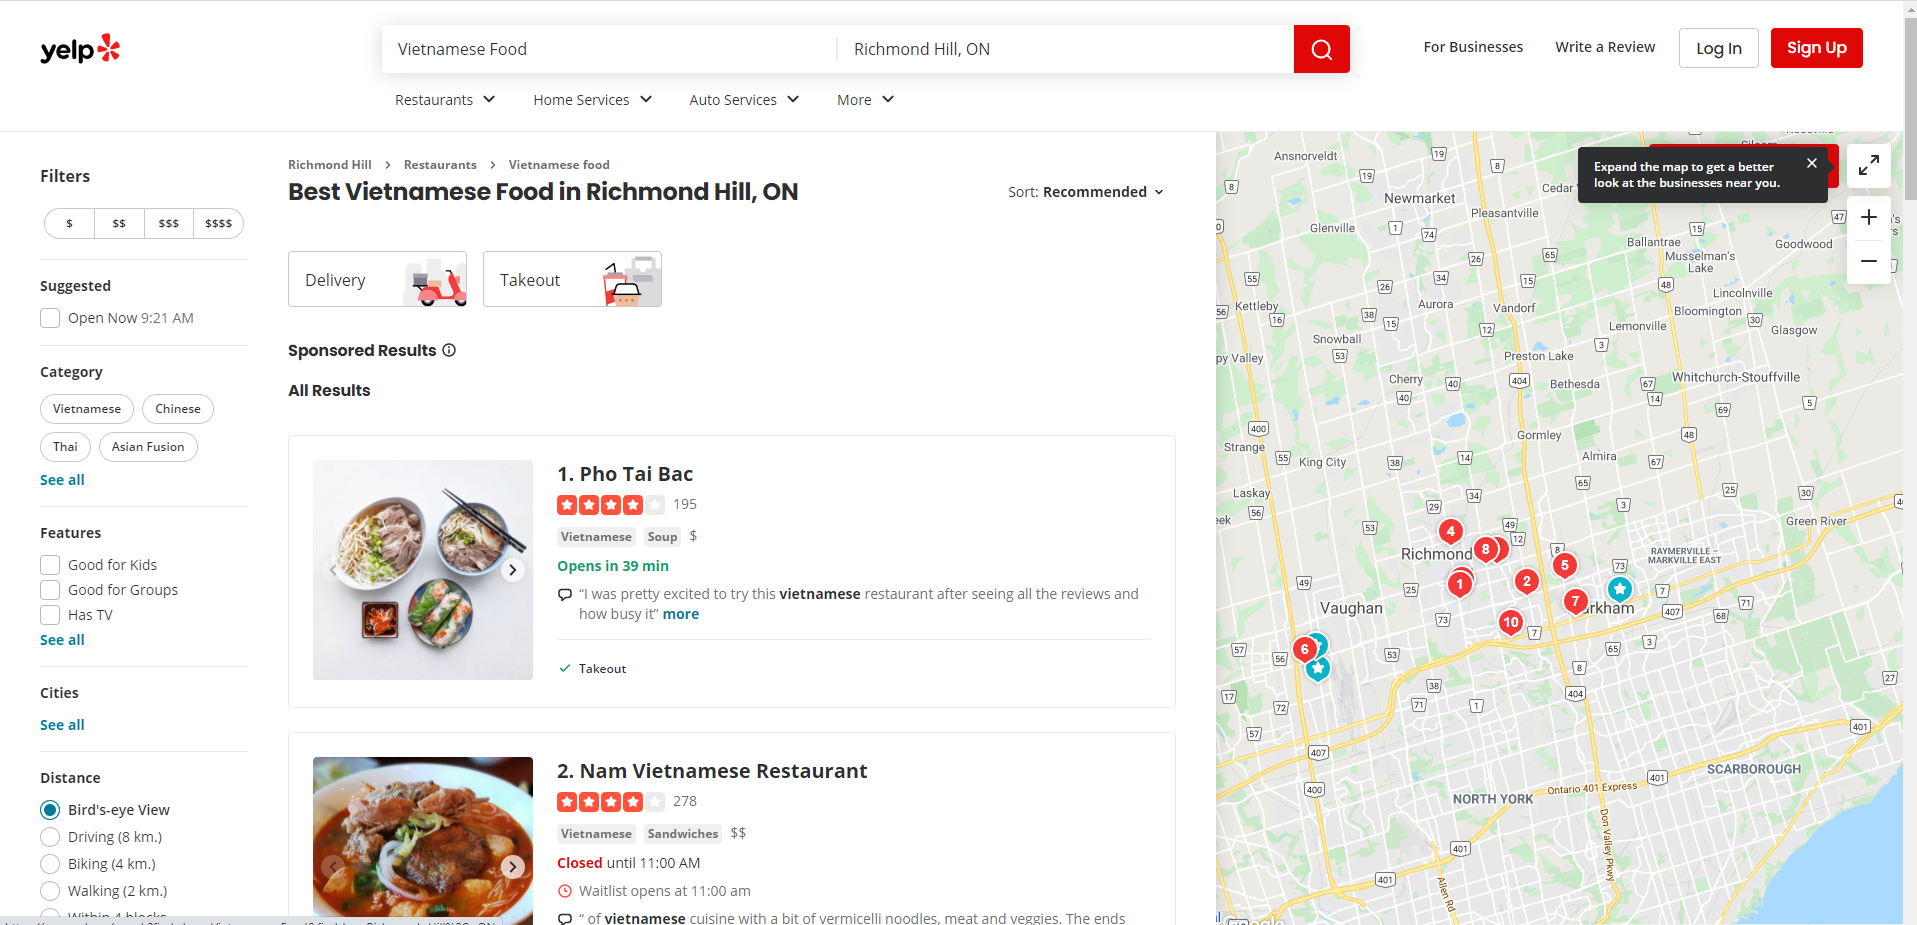 yelp
Vietnamese Food
Richmond Hill, ON
For Businesses
Write a Review
Log In
Sign Up
Restaurants
Home Services
Auto Services
More
Filters
$ $$ $$$ $$$$
Suggested
Open Now 9:21 AM
Category
Vietnamese
Chinese
Thai
Asian Fusion
See all
Features
Good for Kids
Good for Groups
Has TV
See all
Cities
See all
Distance
Bird's-eye View
Driving (8 km.)
Biking (4 km.)
Walking (2 km.)
Within 4 blocks
Richmond Hill > Restaurants > Vietnamese food
Best Vietnamese Food in Richmond Hill, ON
Sort: Recommended
Delivery
Takeout
Sponsored Results
All Results
1. Pho Tai Bac
195
Vietnamese Soup $
Opens in 39 min
“I was pretty excited to try this vietnamese restaurant after seeing all the reviews and
how busy it” more
Takeout
2. Nam Vietnamese Restaurant
278
Vietnamese Sandwiches $$
Closed until 11:00 AM
Waitlist opens at 11:00 am
“ of vietnamese cuisine with a bit of vermicelli noodles, meat and veggies. The ends
Expand the map to get a better
look at the businesses near you.
Ansnorveldt
Cedar
Newmarket
Pleasantville
Glenville
Ballantrae
Musselman's
Lake
Goodwood
Kettleby
Aurora
Vandorf
Lincolnville
Bloomington
Lemonville
Glasgow
Snowball
py Valley
Preston Lake
Cherry
Bethesda
Whitchurch-Stouffville
Strange
King City
Gormley
Almira
Laskay
Green River
Richmond
RAYMERVILLE -
MARKVILLE EAST
Vaughan
rkham
4
8
5
1
2
7
10
6
SCARBOROUGH
NORTH YORK
Ontario 401 Express
Don Valley Pkwy
Allen Rd